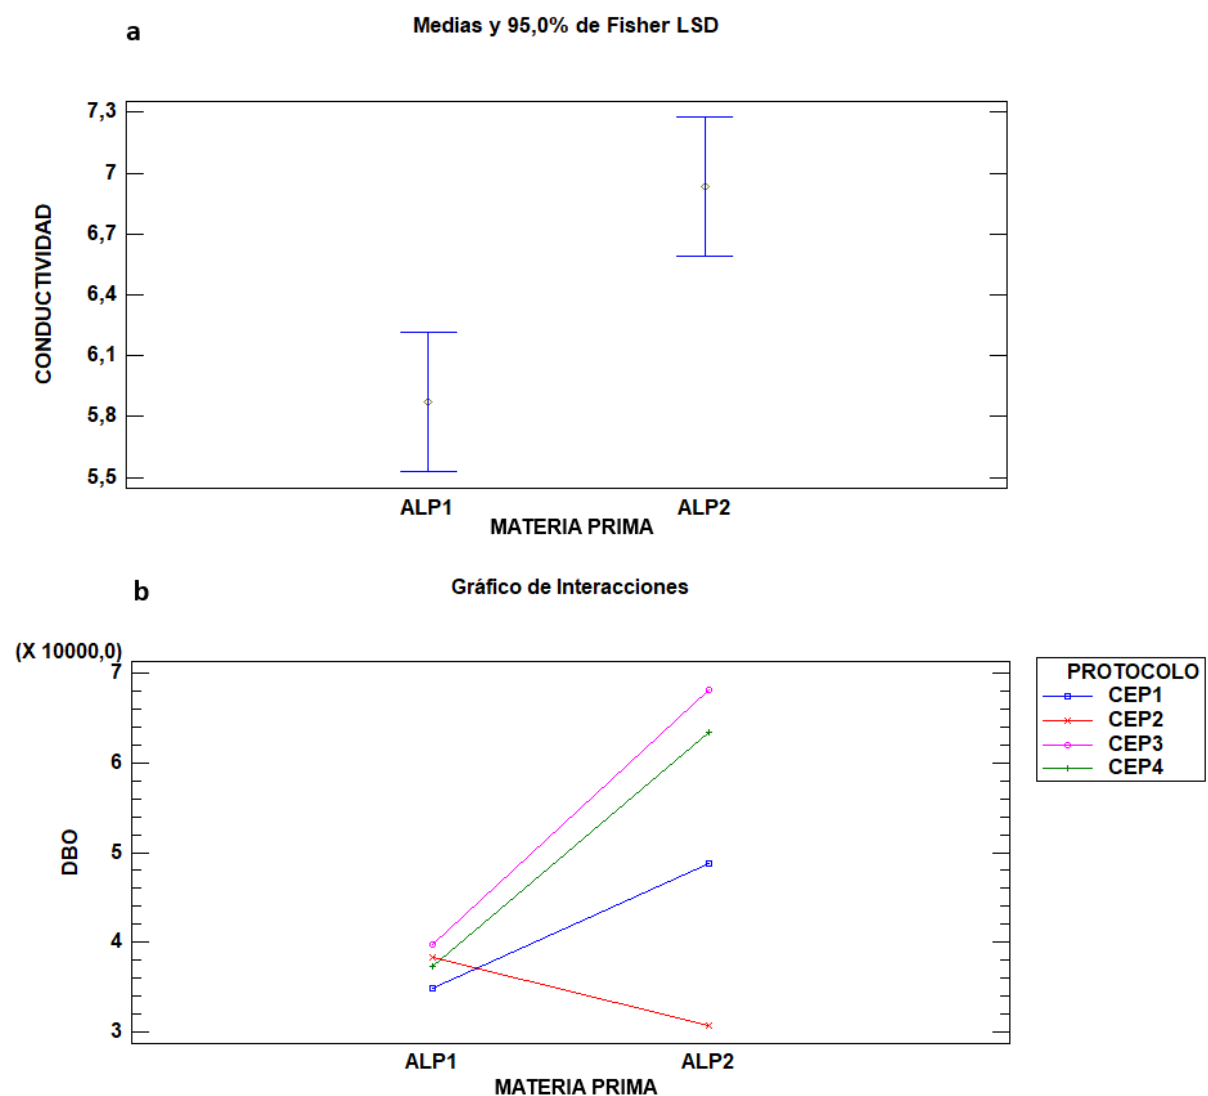 a
Medias y 95,0% de Fisher LSD
7,3
7
6,7
6,4
6,1
5,8
5,5
CONDUCTIVIDAD
ALP1 ALP2
MATERIA PRIMA
b
Gráfico de Interacciones
(X 10000,0)
7
6
5
4
3
DBO
ALP1 ALP2
MATERIA PRIMA
PROTOCOLO
CEP1
CEP2
CEP3
CEP4